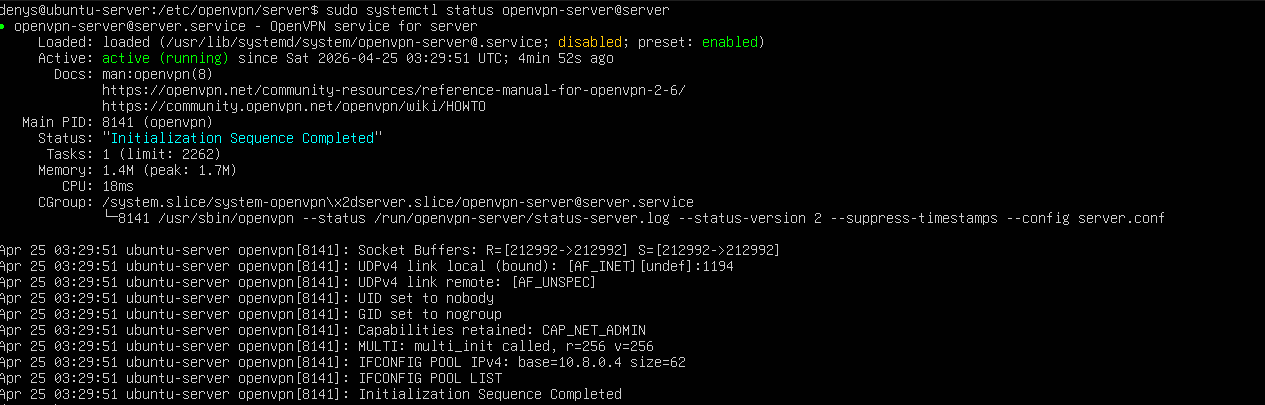 denys@ubuntu-server:/etc/openvpn/server$ sudo systemctl status openvpn-server@server
● openvpn-server@server.service - OpenVPN service for server
Loaded: loaded (/usr/lib/systemd/system/openvpn-server@.service; disabled; preset: enabled)
Active: active (running) since Sat 2026-04-25 03:29:51 UTC; 4min 52s ago
Docs: man:openvpn(8)
https://openvpn.net/community-resources/reference-manual-for-openvpn-2-6/
https://community.openvpn.net/openvpn/wiki/HOWTO
Main PID: 8141 (openvpn)
Status: "Initialization Sequence Completed"
Tasks: 1 (limit: 2262)
Memory: 1.4M (peak: 1.7M)
CPU: 18ms
CGroup: /system.slice/system-openvpn\x2dserver.slice/openvpn-server@server.service
└─8141 /usr/sbin/openvpn --status /run/openvpn-server/status-server.log --status-version 2 --suppress-timestamps --config server.conf
Apr 25 03:29:51 ubuntu-server openvpn[8141]: Socket Buffers: R=[212992->212992] S=[212992->212992]
Apr 25 03:29:51 ubuntu-server openvpn[8141]: UDPv4 link local (bound): [AF_INET][undef]:1194
Apr 25 03:29:51 ubuntu-server openvpn[8141]: UDPv4 link remote: [AF_UNSPEC]
Apr 25 03:29:51 ubuntu-server openvpn[8141]: UID set to nobody
Apr 25 03:29:51 ubuntu-server openvpn[8141]: GID set to nogroup
Apr 25 03:29:51 ubuntu-server openvpn[8141]: Capabilities retained: CAP_NET_ADMIN
Apr 25 03:29:51 ubuntu-server openvpn[8141]: MULTI: multi_init called, r=256 v=256
Apr 25 03:29:51 ubuntu-server openvpn[8141]: IFCONFIG POOL IPv4: base=10.8.0.4 size=62
Apr 25 03:29:51 ubuntu-server openvpn[8141]: IFCONFIG POOL LIST
Apr 25 03:29:51 ubuntu-server openvpn[8141]: Initialization Sequence Completed